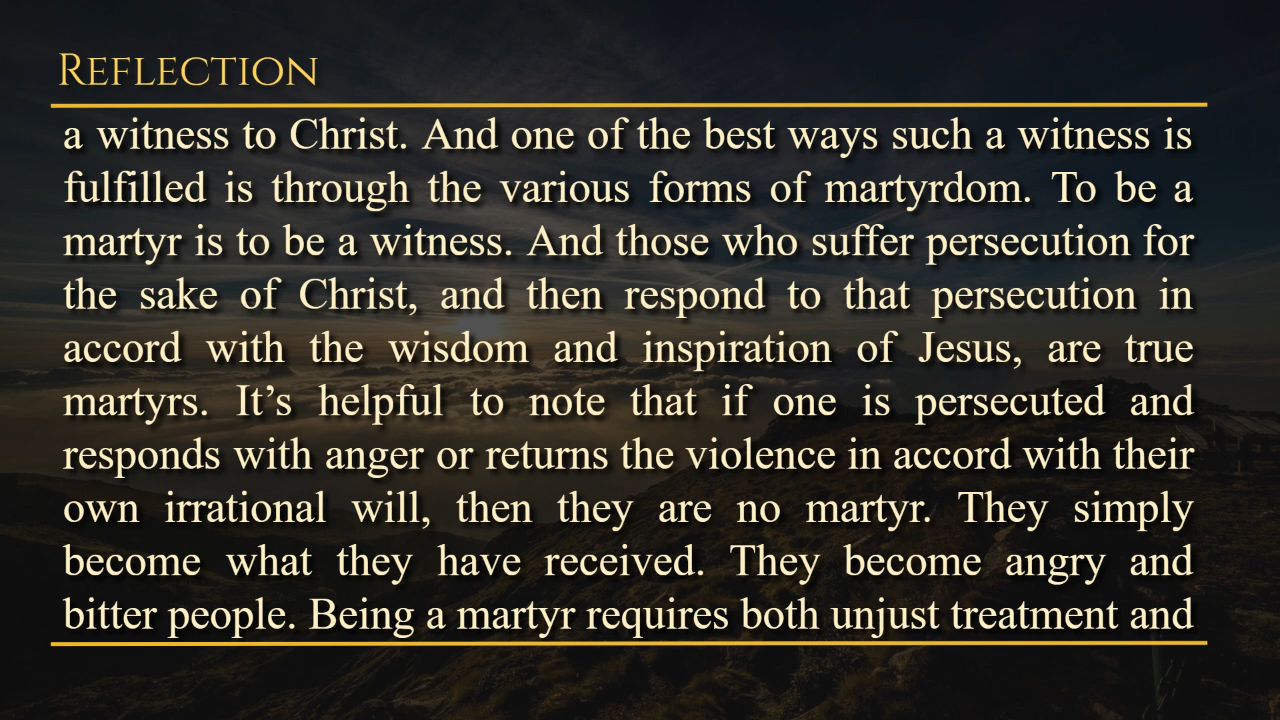 Reflection
a witness to Christ. And one of the best ways such a witness is
fulfilled is through the various forms of martyrdom. To be a
martyr is to be a witness. And those who suffer persecution for
the sake of Christ, and then respond to that persecution in
accord with the wisdom and inspiration of Jesus, are true
martyrs. It’s helpful to note that if one is persecuted and
responds with anger or returns the violence in accord with their
own irrational will, then they are no martyr. They simply
become what they have received. They become angry and
bitter people. Being a martyr requires both unjust treatment and